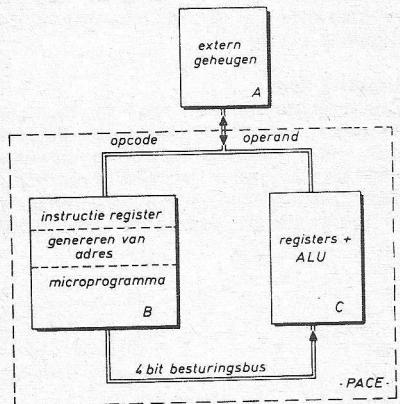 extern
geheugen
A
opcode
operand
instructie register
genereren van
adres
microprogramma
B
registers +
ALU
C
4 bit besturingsbus
- PACE -